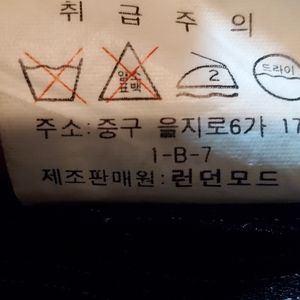 취급주의
염소 표백
2
드라이
주소:중구 을지로6가 17
1-B-7
제조판매원:런던모드